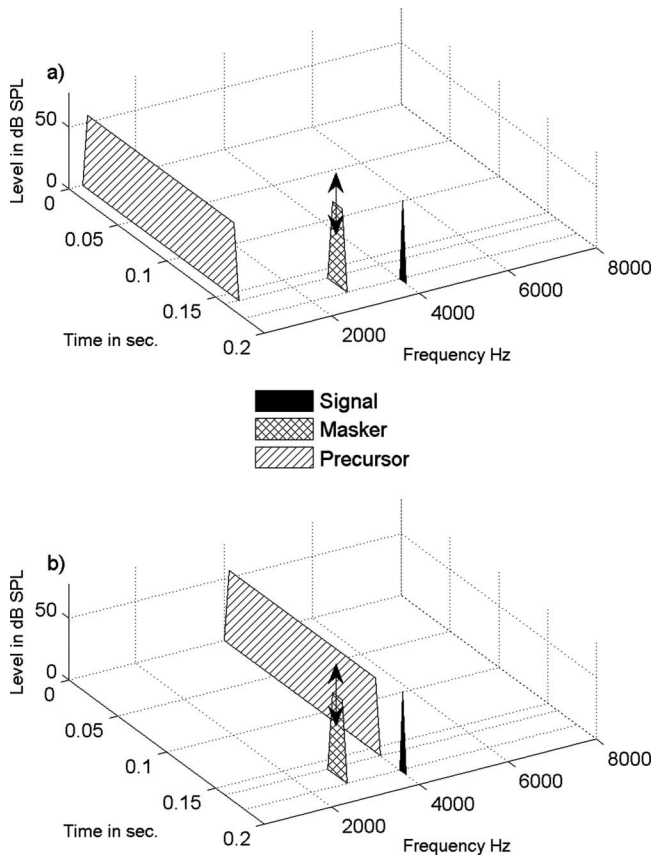 a)
Level in dB SPL
50
0
0
0.05
0.1
0.15
0.2
Time in sec.
2000
4000
6000
8000
Frequency Hz
Signal
Masker
Precursor
b)
Level in dB SPL
50
0
0
0.05
0.1
0.15
0.2
Time in sec.
2000
4000
6000
8000
Frequency Hz